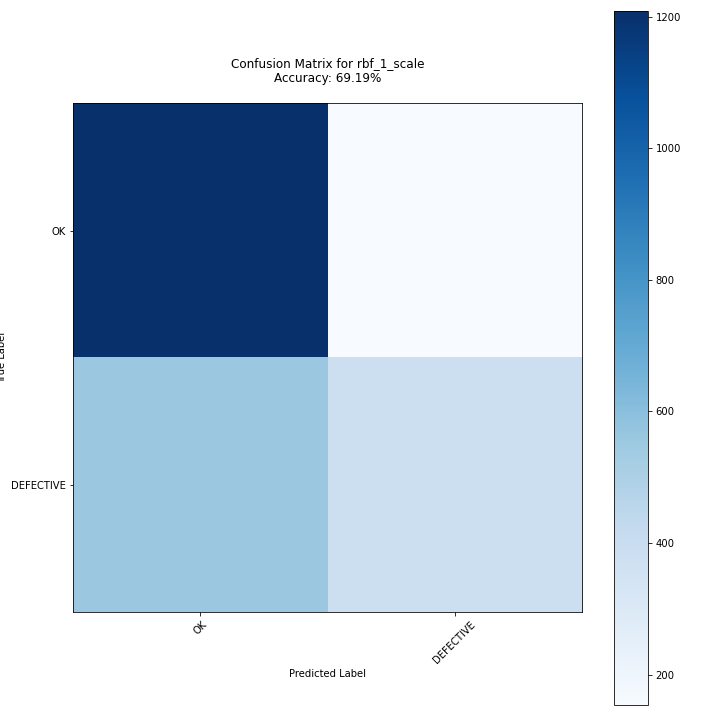 Confusion Matrix for rbf_1_scale
Accuracy: 69.19%
OK
DEFECTIVE
OK
DEFECTIVE
Predicted Label
1200
1000
800
600
400
200